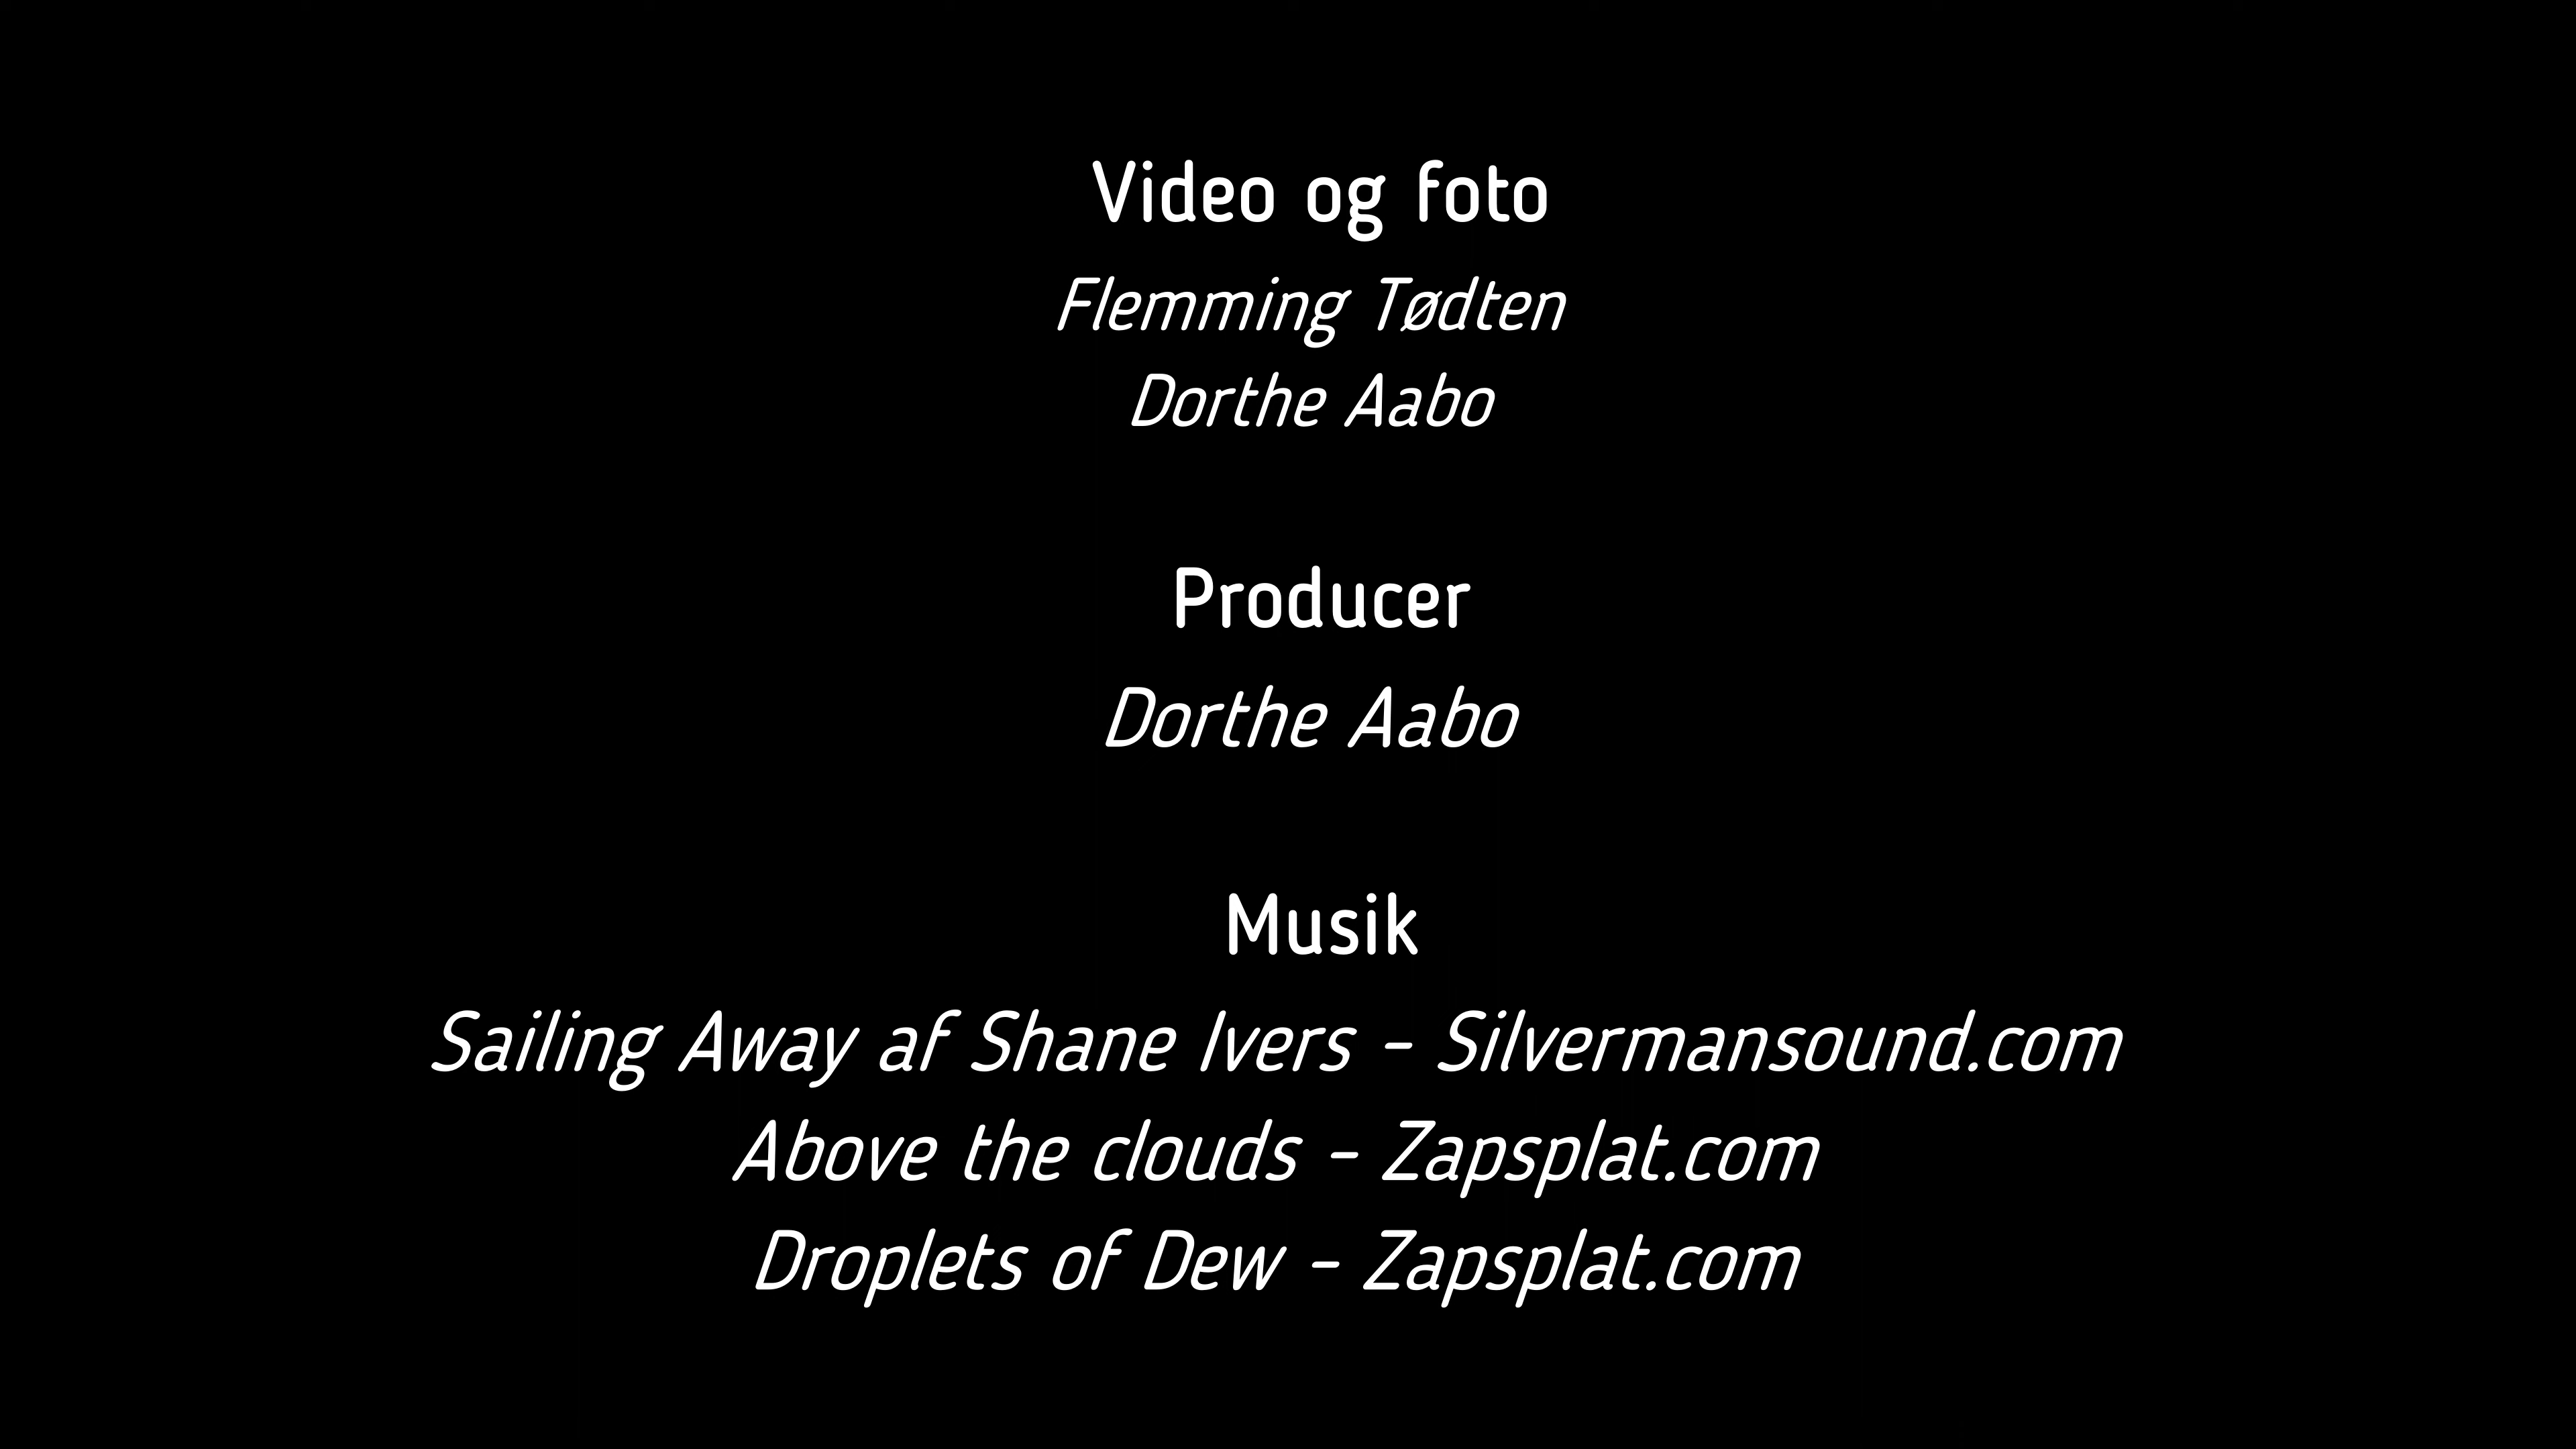 Video og foto
Flemming Tødten
Dorthe Aabo
Producer
Dorthe Aabo
Musik
Sailing Away af Shane Ivers - Silvermansound.com
Above the clouds - Zapsplat.com
Droplets of Dew - Zapsplat.com